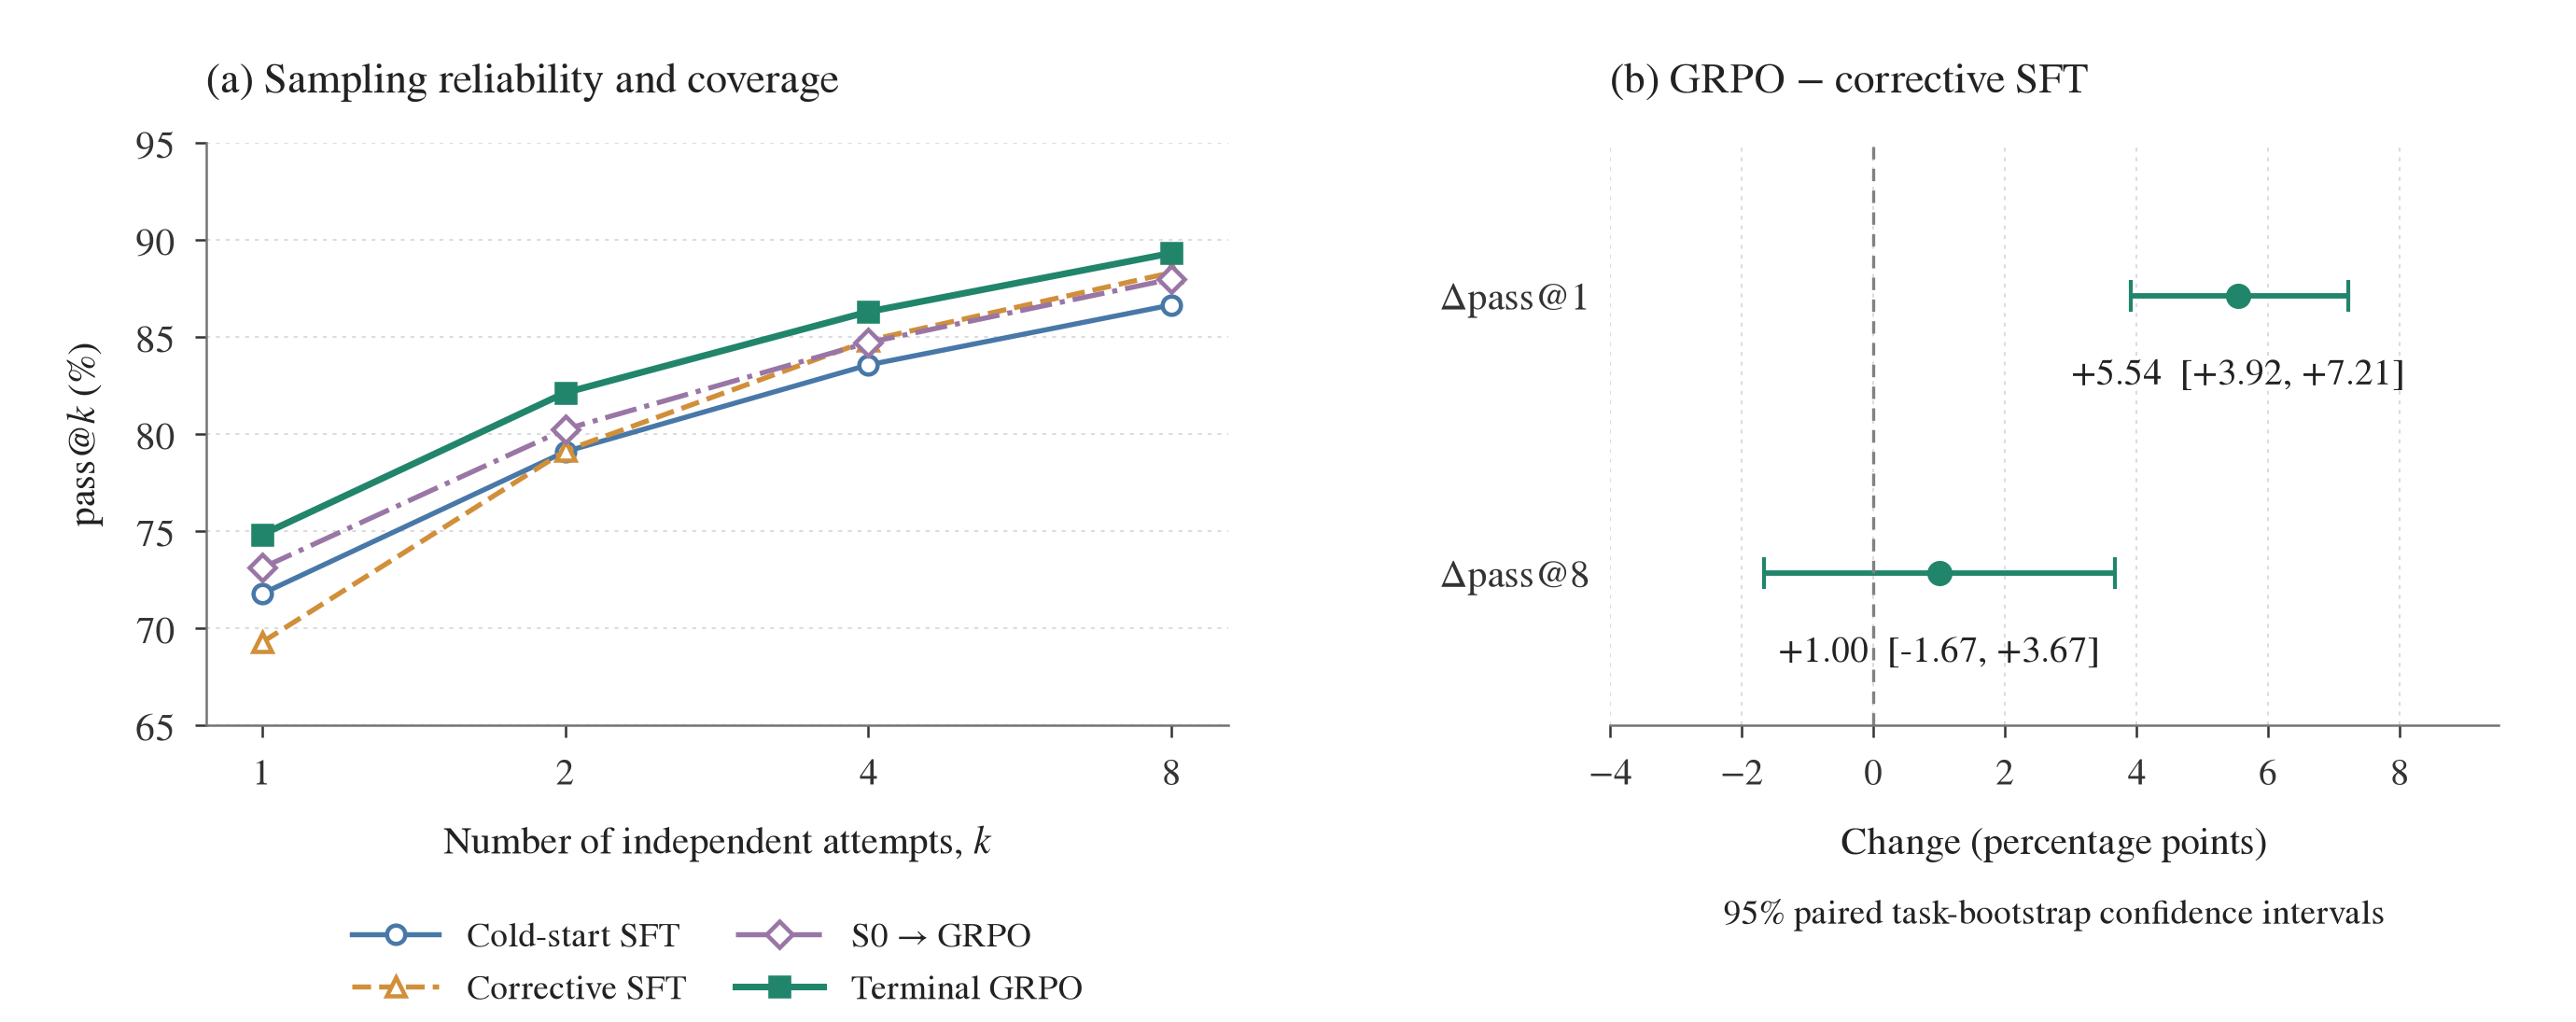 (a) Sampling reliability and coverage
95
90
85
80
75
70
65
pass@k (%)
1 2 4 8
Number of independent attempts, k
Cold-start SFT
Corrective SFT
S0 → GRPO
Terminal GRPO
(b) GRPO − corrective SFT
Δpass@1
+5.54 [+3.92, +7.21]
Δpass@8
+1.00 [-1.67, +3.67]
−4 −2 0 2 4 6 8
Change (percentage points)
95% paired task-bootstrap confidence intervals